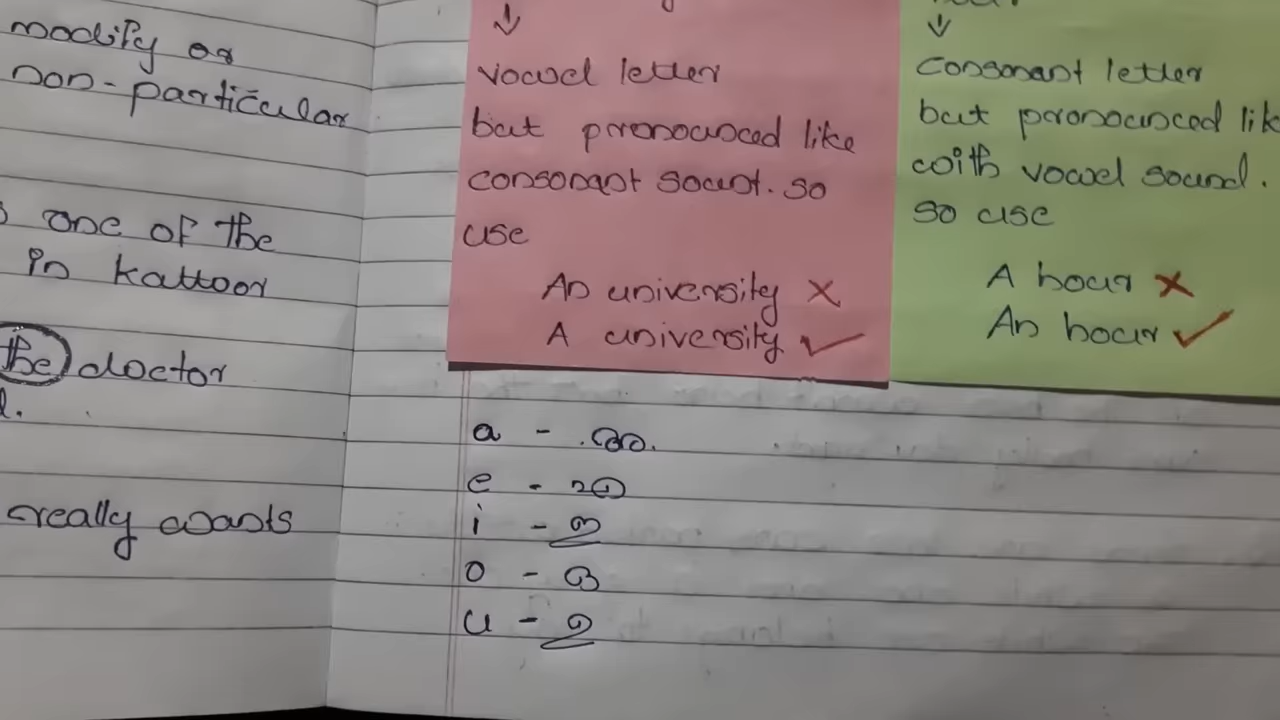 modify or
non-particular
one of the
in kattoor
the doctor
really wants
vowel letter
but pronounced like
consonant sount. so
use
An university ×
A university ✓
consonant letter
but pronounced lik
with vowel sound.
so use
A hour ×
An hour ✓
a -
e - എ
i - ഇ
o - ഒ
u - ഉ